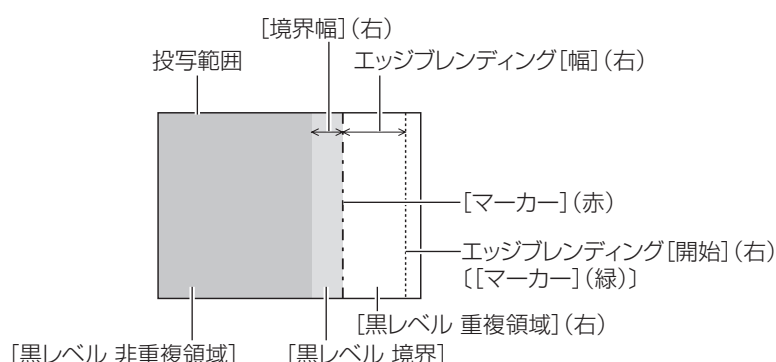 [境界幅](右)
投写範囲
エッジブレンディング[幅](右)
[マーカー](赤)
エッジブレンディング[開始](右)
〔[マーカー](緑)〕
[黒レベル 重複領域](右)
[黒レベル 非重複領域]
[黒レベル 境界]